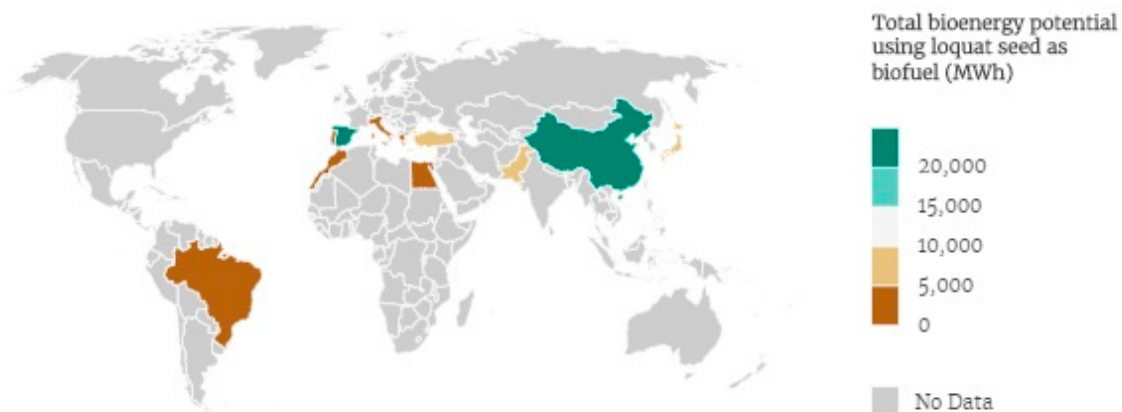 Total bioenergy potential
using loquat seed as
biofuel (MWh)
20,000
15,000
10,000
5,000
0
No Data